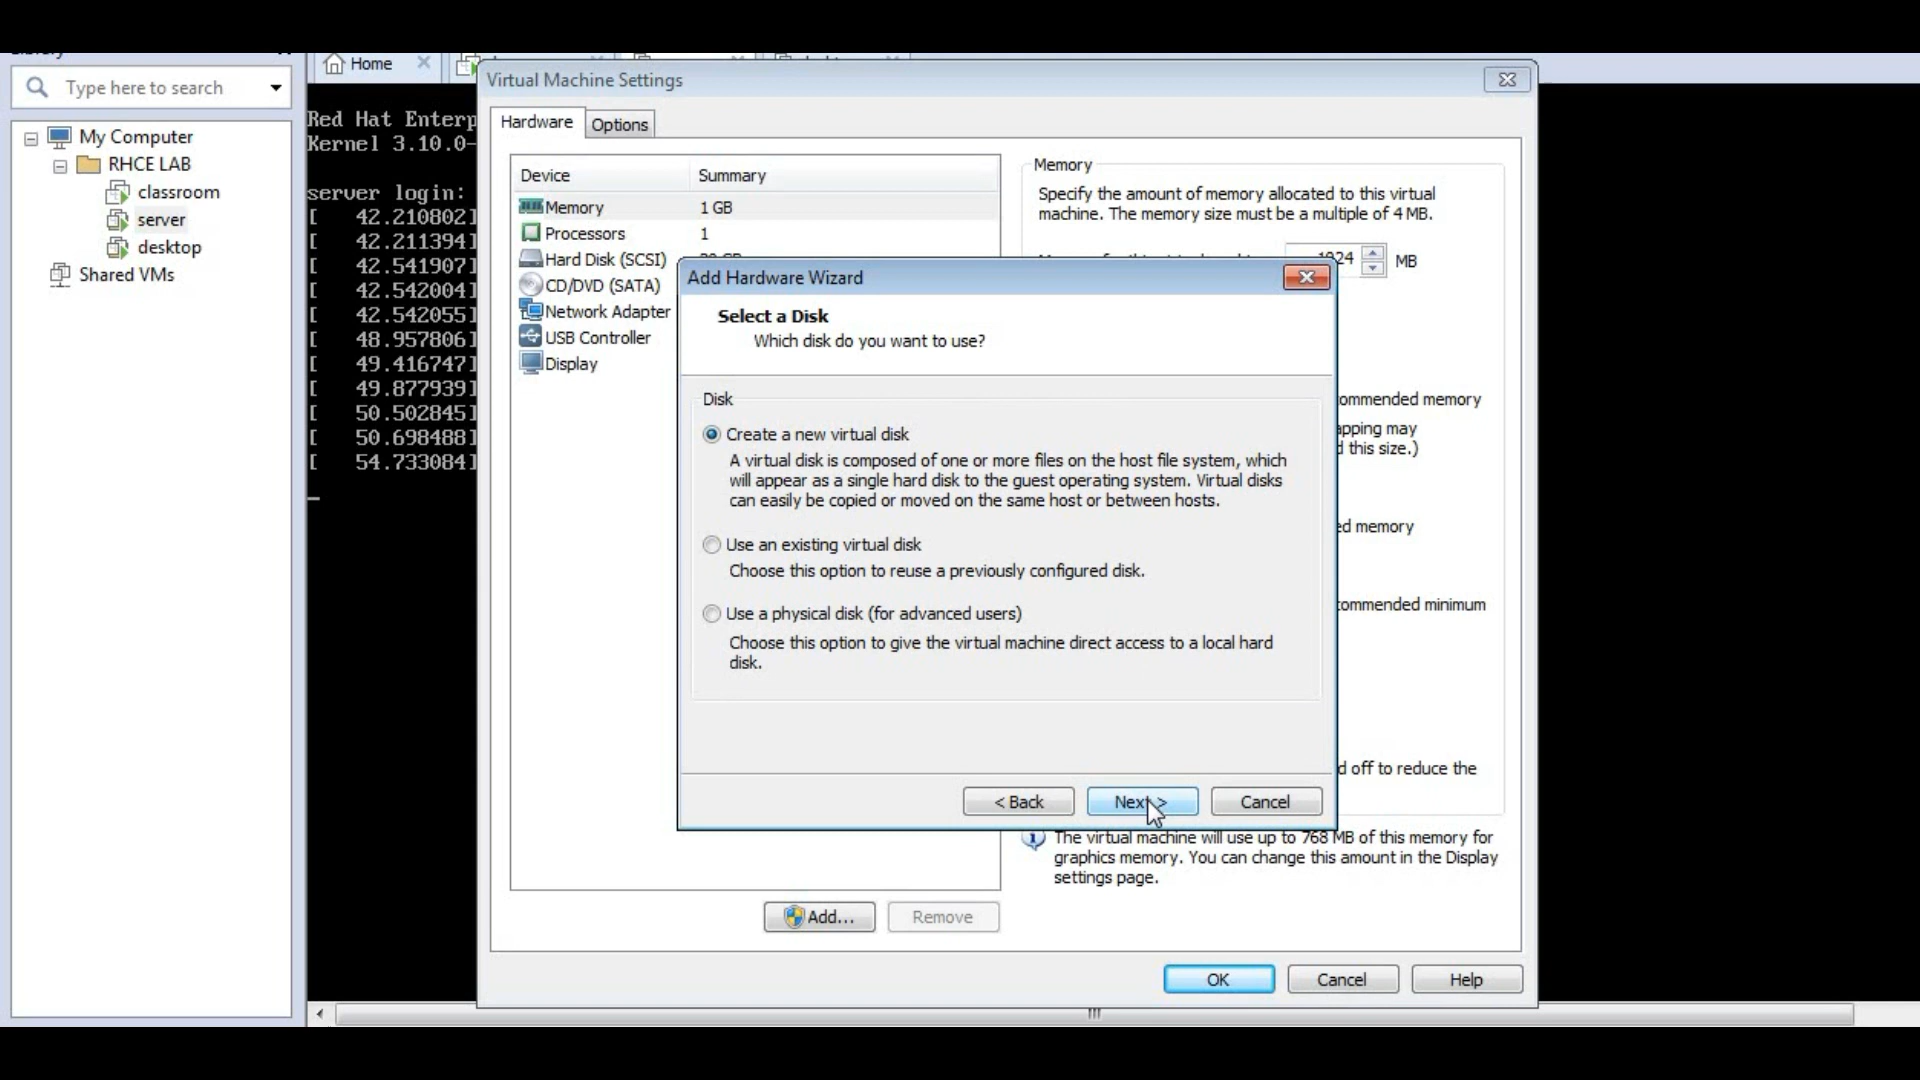 Home
Type here to search
My Computer
RHCE LAB
classroom
server
desktop
Shared VMs
Red Hat Enterp
Kernel 3.10.0-
server login:
[ 42.210802]
[ 42.211394]
[ 42.541907]
[ 42.542004]
[ 42.542055]
[ 48.957806]
[ 49.416747]
[ 49.877939]
[ 50.502845]
[ 50.698488]
[ 54.733084]
Virtual Machine Settings
Hardware
Options
Device Summary
Memory 1 GB
Processors 1
Hard Disk (SCSI)
CD/DVD (SATA)
Network Adapter
USB Controller
Display
Add... Remove
Memory
Specify the amount of memory allocated to this virtual
machine. The memory size must be a multiple of 4 MB.
MB
ommended memory
apping may
d this size.)
ed memory
commended minimum
d off to reduce the
The virtual machine will use up to 768 MB of this memory for
graphics memory. You can change this amount in the Display
settings page.
OK Cancel Help
Add Hardware Wizard
Select a Disk
Which disk do you want to use?
Disk
Create a new virtual disk
A virtual disk is composed of one or more files on the host file system, which
will appear as a single hard disk to the guest operating system. Virtual disks
can easily be copied or moved on the same host or between hosts.
Use an existing virtual disk
Choose this option to reuse a previously configured disk.
Use a physical disk (for advanced users)
Choose this option to give the virtual machine direct access to a local hard
disk.
< Back Next > Cancel